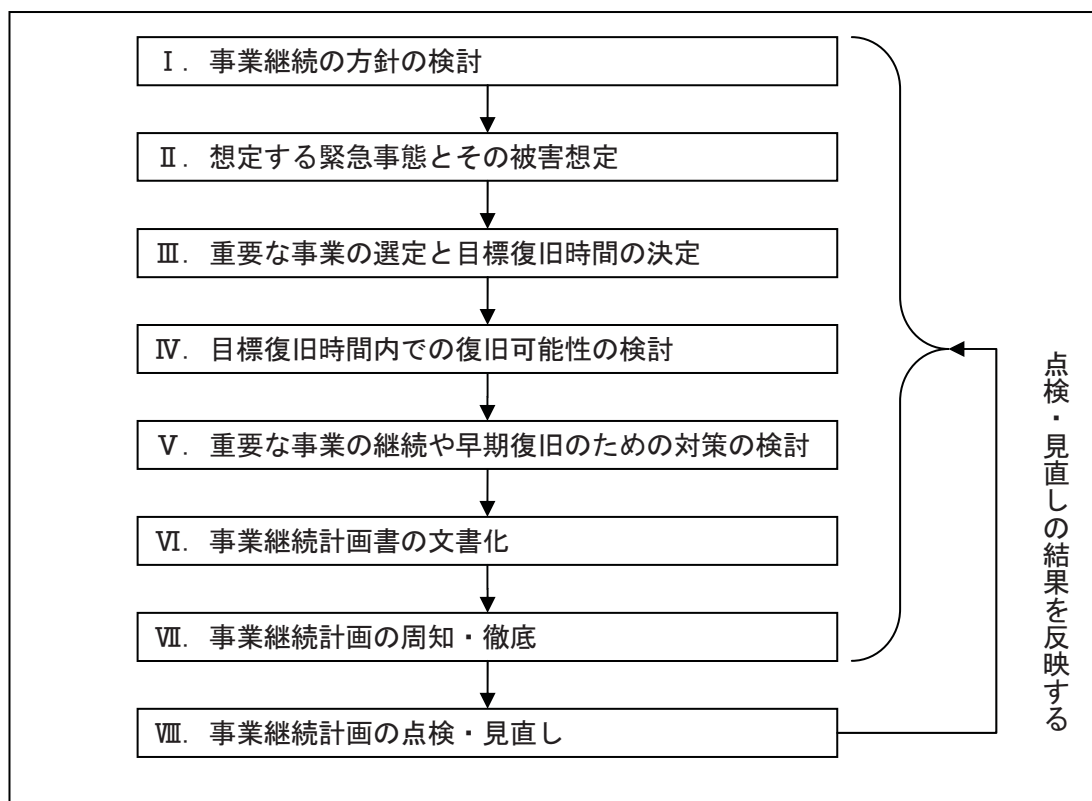 Ⅰ. 事業継続の方針の検討
Ⅱ. 想定する緊急事態とその被害想定
Ⅲ. 重要な事業の選定と目標復旧時間の決定
Ⅳ. 目標復旧時間内での復旧可能性の検討
Ⅴ. 重要な事業の継続や早期復旧のための対策の検討
Ⅵ. 事業継続計画書の文書化
Ⅶ. 事業継続計画の周知・徹底
Ⅷ. 事業継続計画の点検・見直し
点検・見直しの結果を反映する